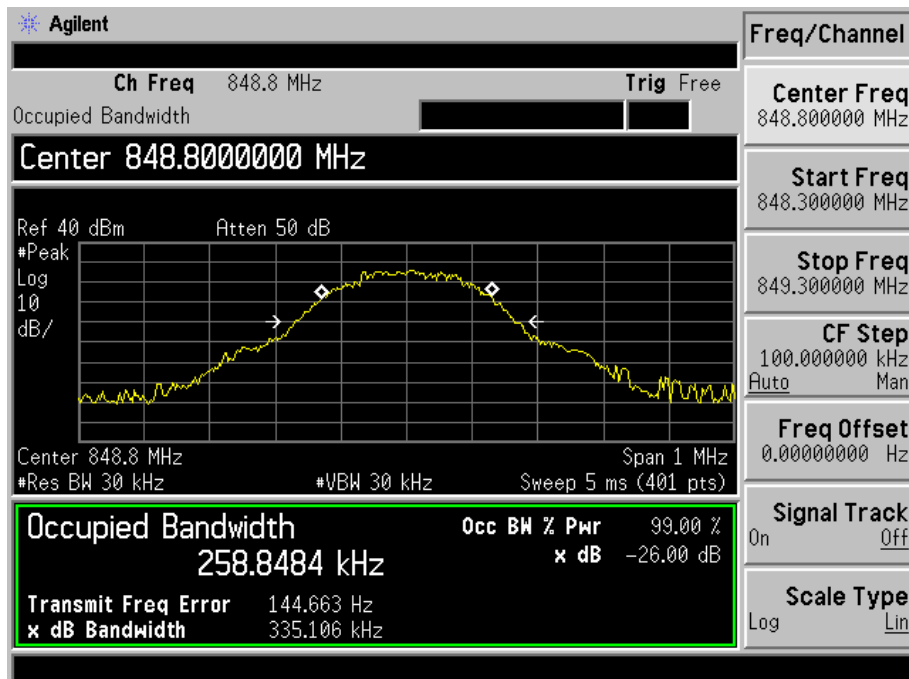 Agilent
Ch Freq 848.8 MHz Trig Free
Occupied Bandwidth
Center 848.8000000 MHz
Ref 40 dBm Atten 50 dB
#Peak
Log
10
dB/
Center 848.8 MHz Span 1 MHz
#Res BW 30 kHz #VBW 30 kHz Sweep 5 ms (401 pts)
Occupied Bandwidth Occ BW % Pwr 99.00 %
258.8484 kHz x dB -26.00 dB
Transmit Freq Error 144.663 Hz
x dB Bandwidth 335.106 kHz
Freq/Channel
Center Freq
848.800000 MHz
Start Freq
848.300000 MHz
Stop Freq
849.300000 MHz
CF Step
100.000000 kHz
Auto Man
Freq Offset
0.00000000 Hz
Signal Track
On Off
Scale Type
Log Lin